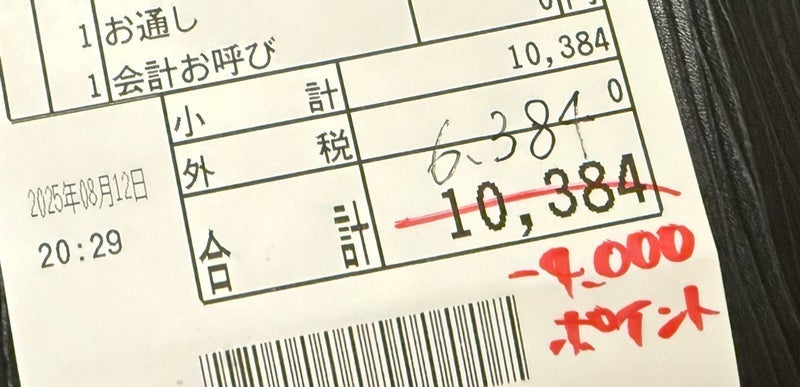 1 お通し 0 円
1 会計お呼び
小計 10,384
外税 0
6.384
合計 10,384
2025年08月12日
20:29
-4.000
ポイント